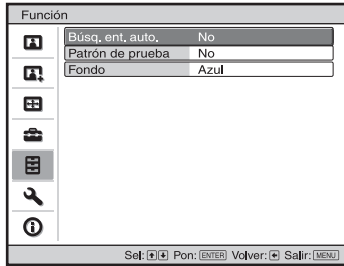 Función
Búsq. ent. auto. No
Patrón de prueba No
Fondo Azul
Sel: Pon: ENTER Volver: Salir: MENU